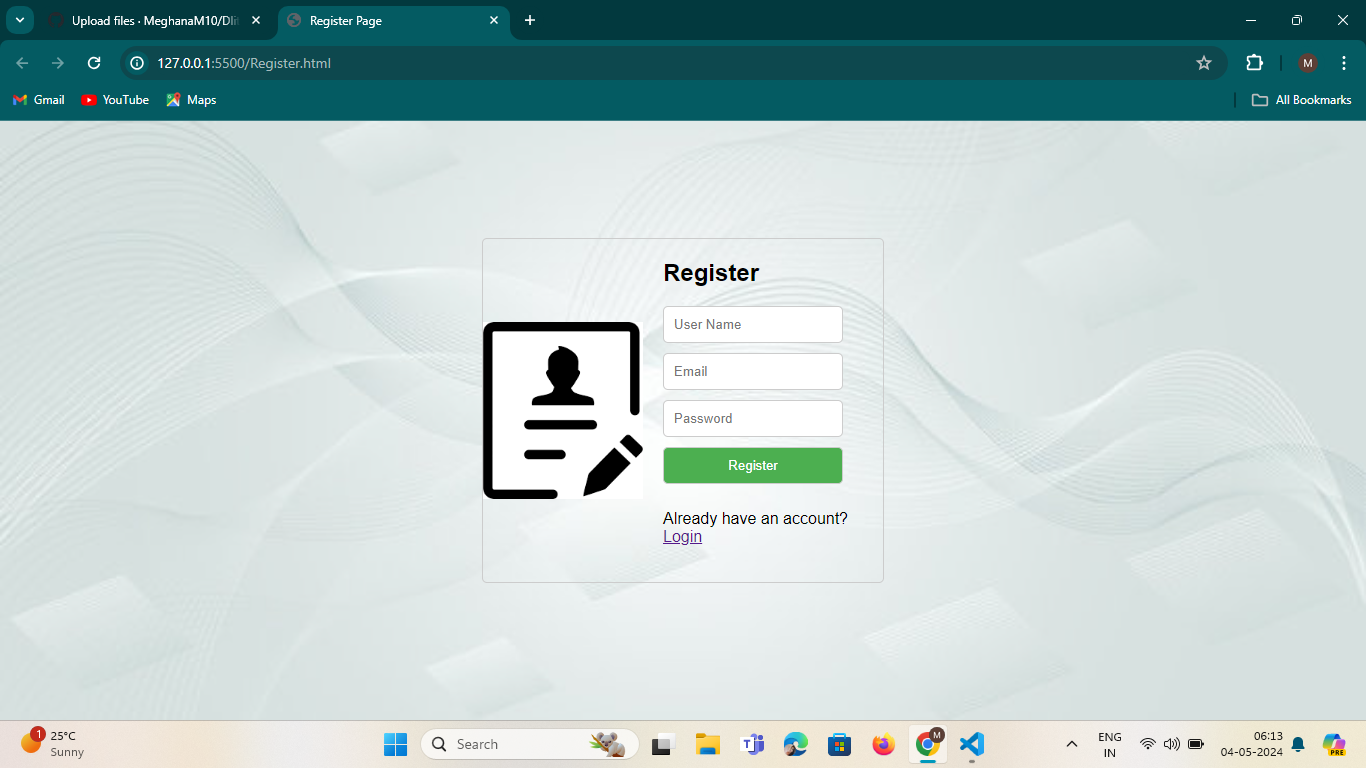 Upload files · MeghanaM10/Dli
Register Page
127.0.0.1:5500/Register.html
M
Gmail
YouTube
Maps
All Bookmarks
Register
User Name
Email
Password
Register
Already have an account?
Login
1
25°C
Sunny
Search
M
PRE
ENG
IN
06:13
04-05-2024